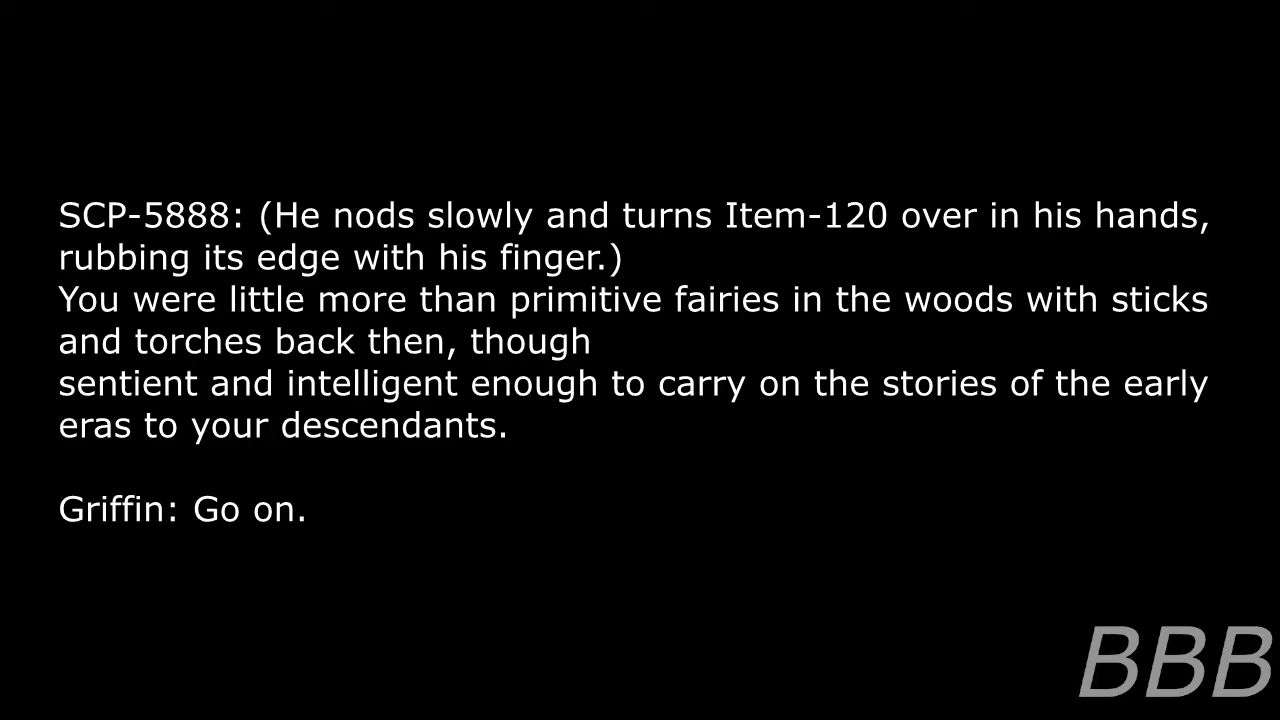 SCP-5888: (He nods slowly and turns Item-120 over in his hands,
rubbing its edge with his finger.)
You were little more than primitive fairies in the woods with sticks
and torches back then, though
sentient and intelligent enough to carry on the stories of the early
eras to your descendants.
Griffin: Go on.
BBB